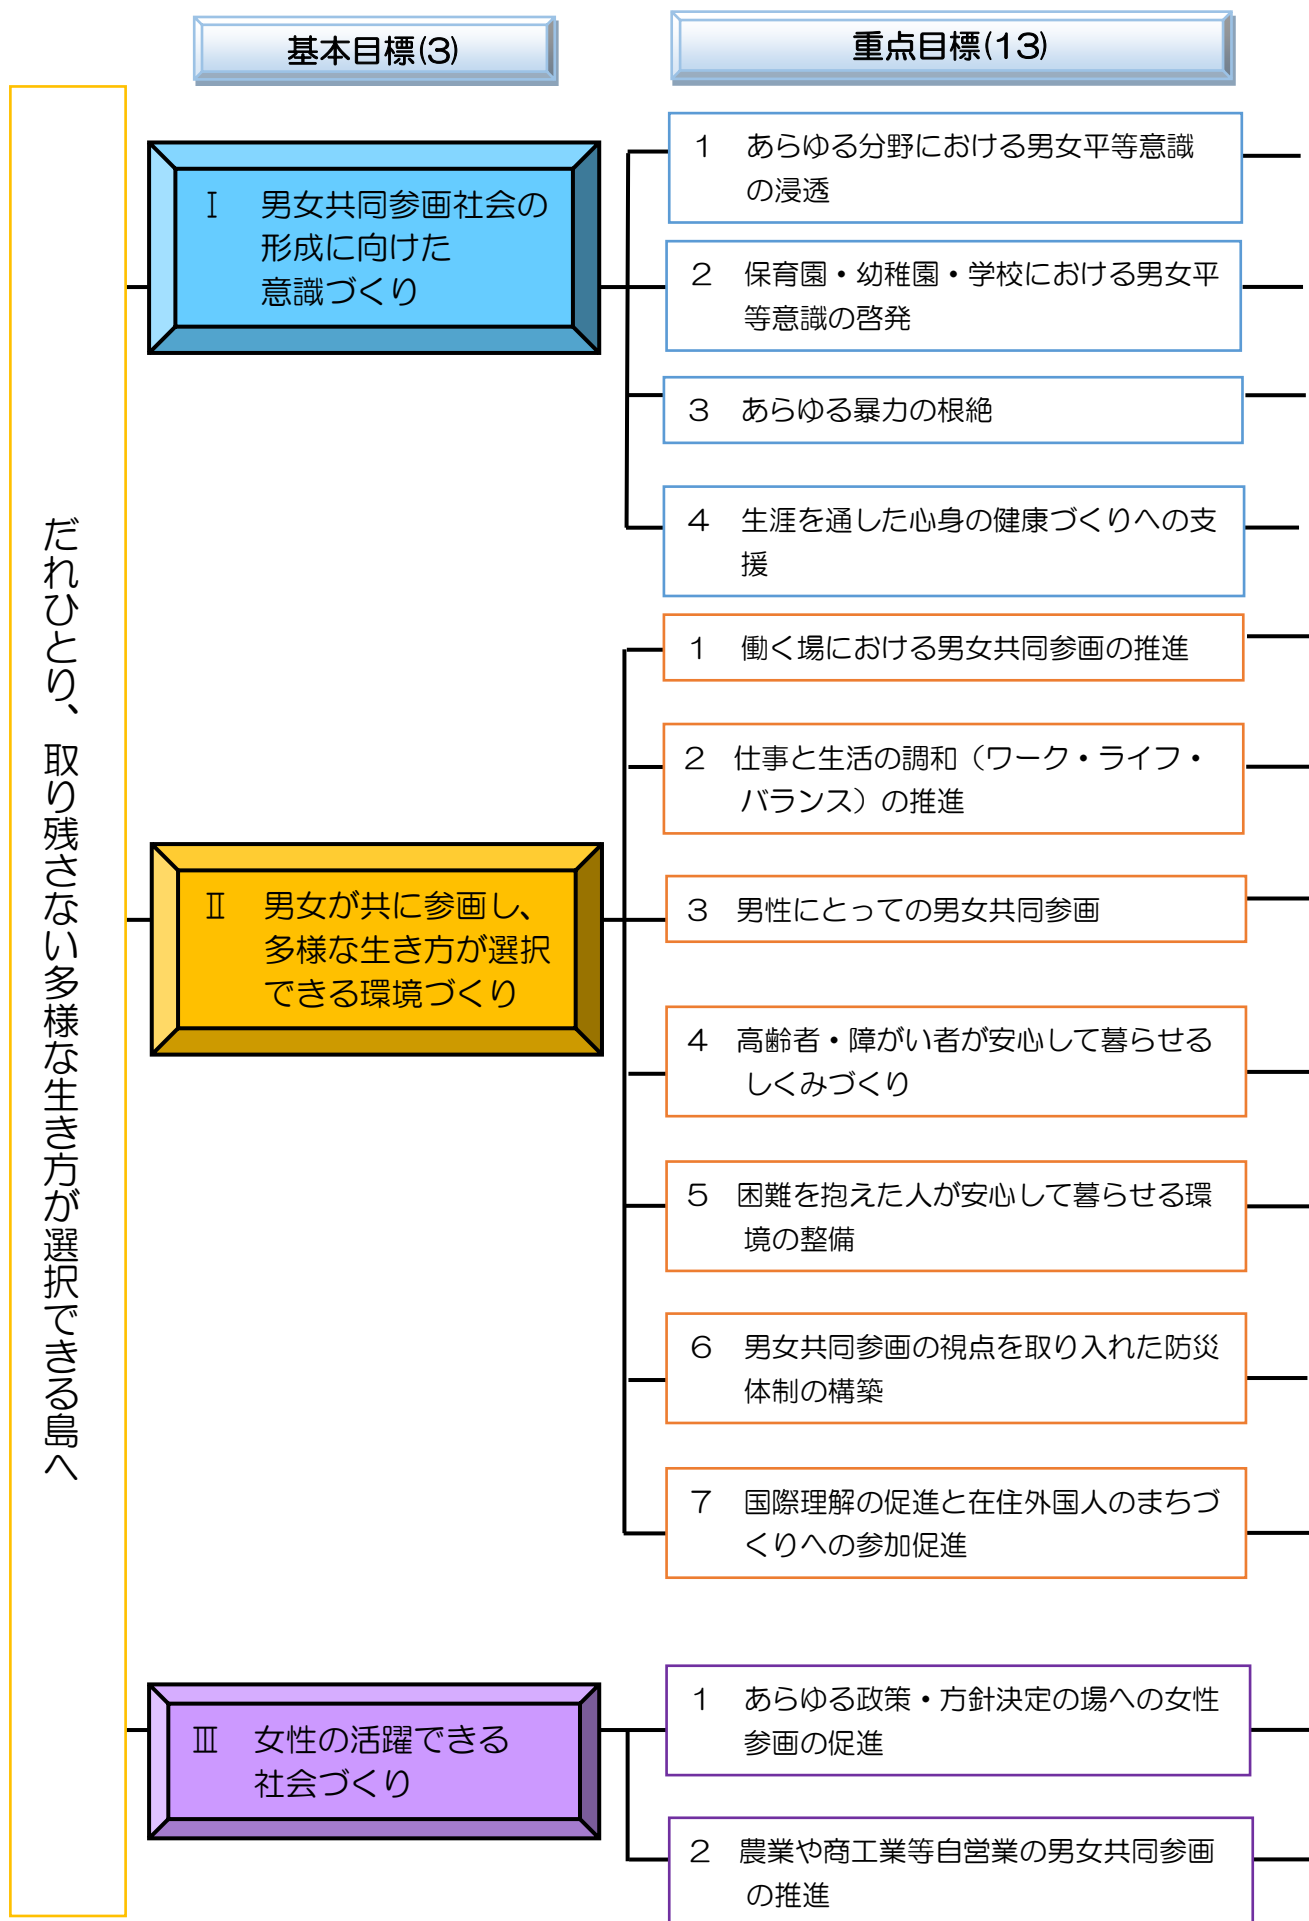 基本目標(3)
重点目標(13)
だれひとり、取り残さない多様な生き方が選択できる島へ
Ⅰ　男女共同参画社会の
形成に向けた
意識づくり
１　あらゆる分野における男女平等意識
の浸透
２　保育園・幼稚園・学校における男女平
等意識の啓発
３　あらゆる暴力の根絶
４　生涯を通した心身の健康づくりへの支
援
Ⅱ　男女が共に参画し、
多様な生き方が選択
できる環境づくり
１　働く場における男女共同参画の推進
２　仕事と生活の調和（ワーク・ライフ・
バランス）の推進
３　男性にとっての男女共同参画
４　高齢者・障がい者が安心して暮らせる
しくみづくり
５　困難を抱えた人が安心して暮らせる環
境の整備
６　男女共同参画の視点を取り入れた防災
体制の構築
７　国際理解の促進と在住外国人のまちづ
くりへの参加促進
Ⅲ　女性の活躍できる
社会づくり
１　あらゆる政策・方針決定の場への女性
参画の促進
２　農業や商工業等自営業の男女共同参画
の推進